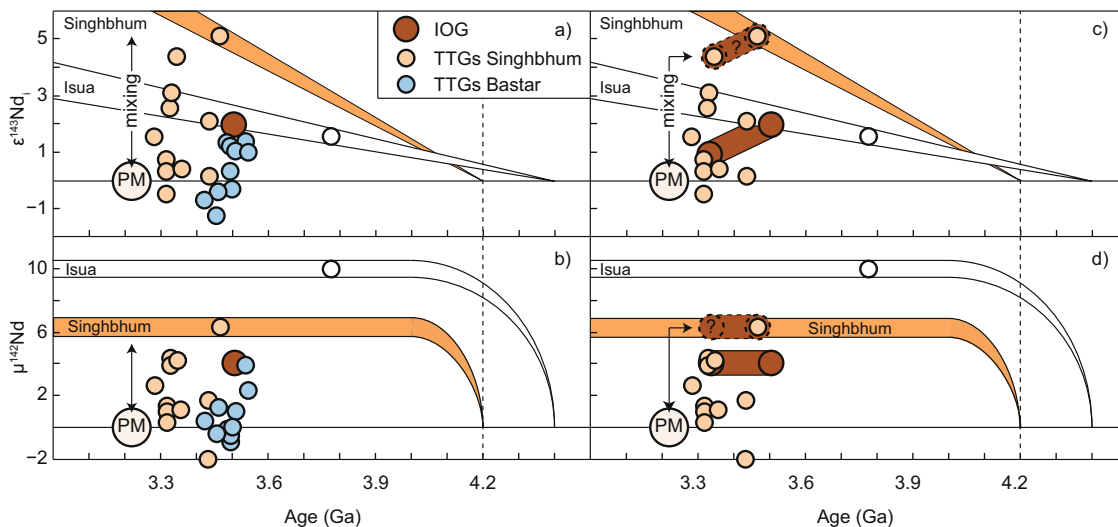 Singhbhum
a)
5
Isua
3
1
−1
ε¹⁴³Ndᵢ
mixing
PM
IOG
TTGs Singhbhum
TTGs Bastar
Singhbhum
c)
?
Isua
PM
b)
10
Isua
Singhbhum
6
2
−2
μ¹⁴²Nd
PM
d)
Isua
?
Singhbhum
PM
3.3 3.6 3.9 4.2
Age (Ga)
3.3 3.6 3.9 4.2
Age (Ga)